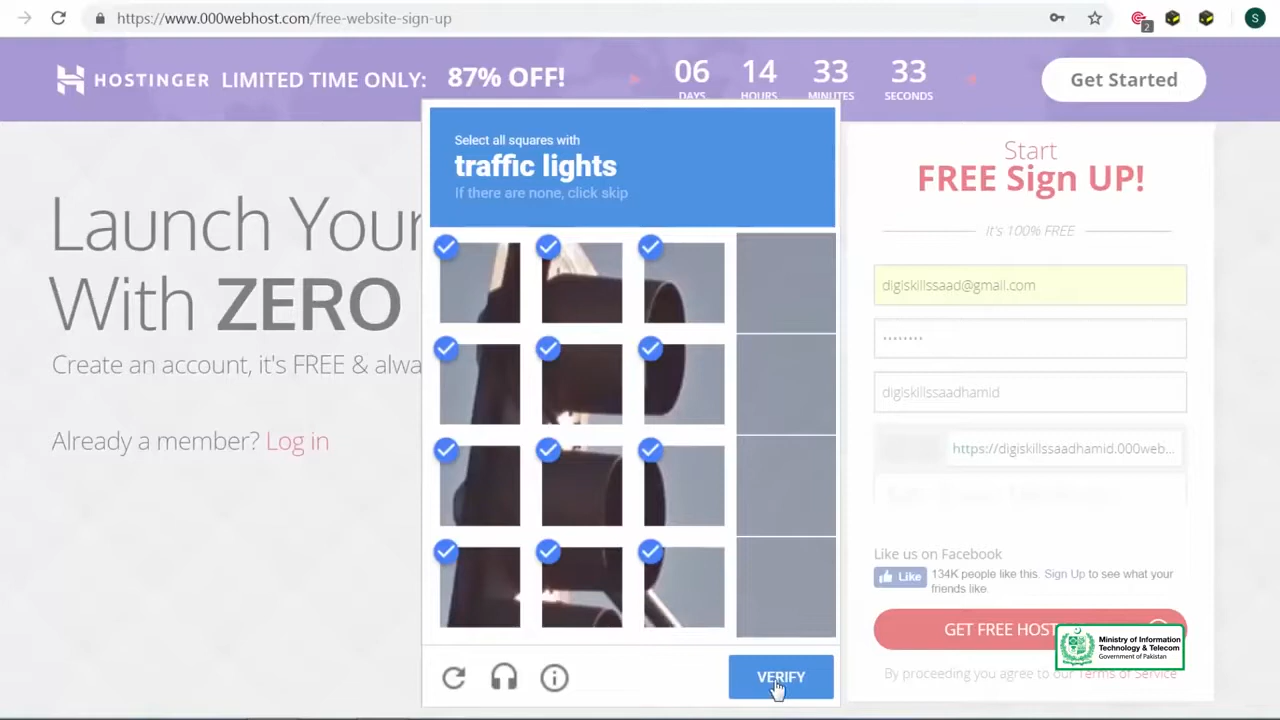 https://www.000webhost.com/free-website-sign-up
2
S
HOSTINGER LIMITED TIME ONLY: 87% OFF!
06 14 33 33
DAYS HOURS MINUTES SECONDS
Get Started
Select all squares with
traffic lights
If there are none, click skip
VERIFY
Launch Your
With ZERO
Create an account, it's FREE & alwa
Already a member? Log in
Start
FREE Sign UP!
It's 100% FREE
digiskillssaad@gmail.com
digiskillssaadhamid
https://digiskillssaadhamid.000web...
Like us on Facebook
Like 134K people like this. Sign Up to see what your
friends like.
GET FREE HOST
Ministry of Information
Technology & Telecom
Government of Pakistan
By proceeding you agree to our Terms of Service